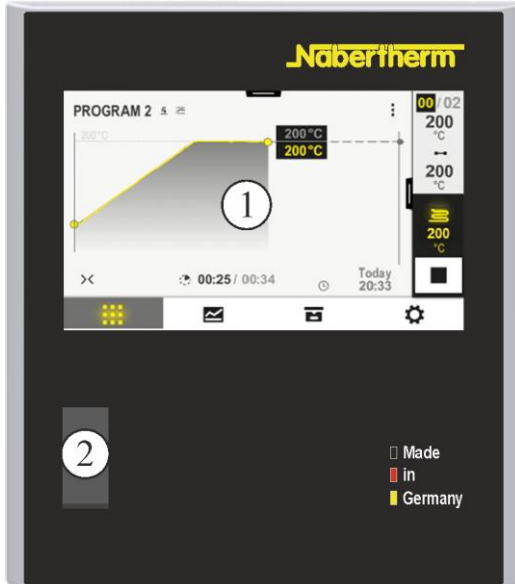 Nabertherm
PROGRAM 2
200°C
200°C
200°C
00/02
200
°C
200
°C
200
°C
1
00:25 / 00:34
Today
20:33
2
Made
in
Germany